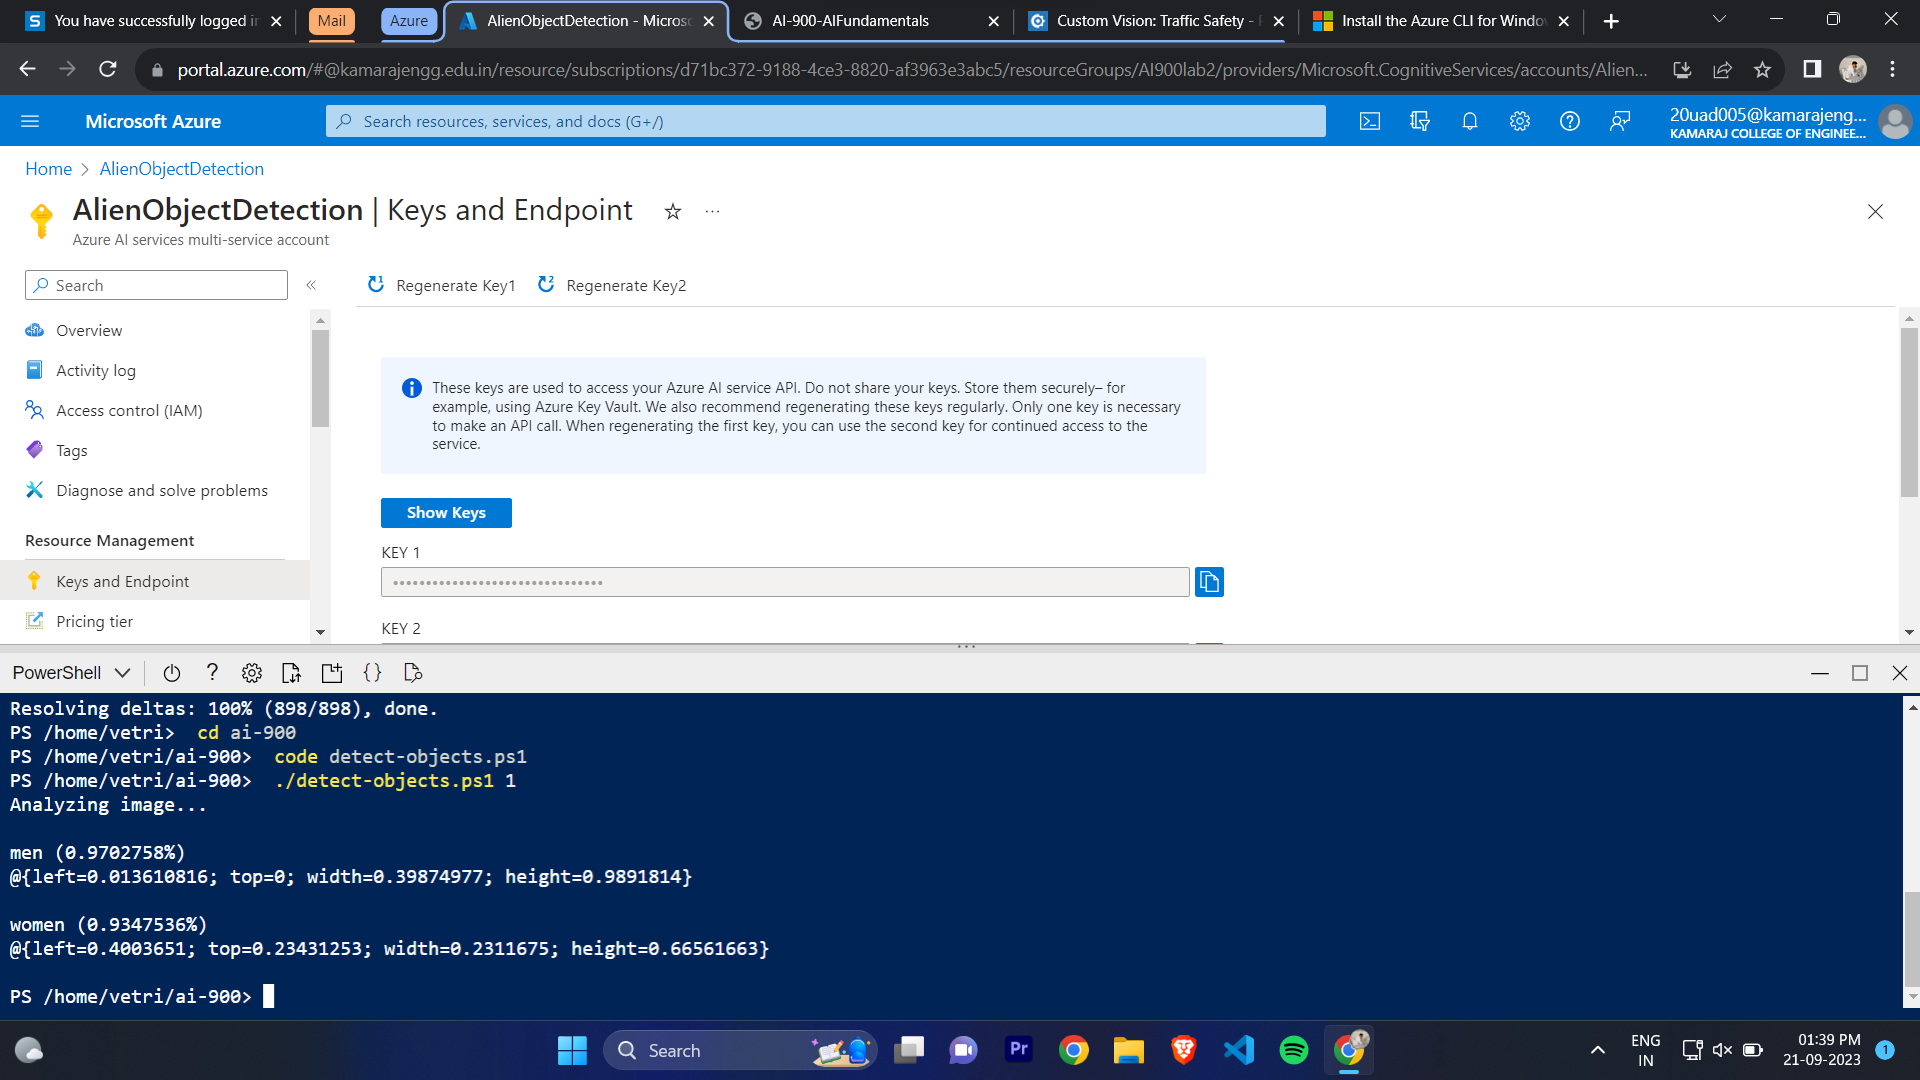 You have successfully logged in
Mail
Azure
AlienObjectDetection - Micros
AI-900-AIFundamentals
Custom Vision: Traffic Safety -
Install the Azure CLI for Windo
portal.azure.com/#@kamarajengg.edu.in/resource/subscriptions/d71bc372-9188-4ce3-8820-af3963e3abc5/resourceGroups/AI900lab2/providers/Microsoft.CognitiveServices/accounts/Alien...
Microsoft Azure
Search resources, services, and docs (G+/)
20uad005@kamarajeng...
KAMARAJ COLLEGE OF ENGINEE...
Home > AlienObjectDetection
AlienObjectDetection | Keys and Endpoint
Azure AI services multi-service account
Search
Regenerate Key1
Regenerate Key2
Overview
Activity log
Access control (IAM)
Tags
Diagnose and solve problems
Resource Management
Keys and Endpoint
Pricing tier
These keys are used to access your Azure AI service API. Do not share your keys. Store them securely– for
example, using Azure Key Vault. We also recommend regenerating these keys regularly. Only one key is necessary
to make an API call. When regenerating the first key, you can use the second key for continued access to the
service.
Show Keys
KEY 1
••••••••••••••••••••••••••••••••
KEY 2
PowerShell
Resolving deltas: 100% (898/898), done.
PS /home/vetri> cd ai-900
PS /home/vetri/ai-900> code detect-objects.ps1
PS /home/vetri/ai-900> ./detect-objects.ps1 1
Analyzing image...
men (0.9702758%)
@{left=0.013610816; top=0; width=0.39874977; height=0.9891814}
women (0.9347536%)
@{left=0.4003651; top=0.23431253; width=0.2311675; height=0.66561663}
PS /home/vetri/ai-900>
Search
Pr
ENG
IN
01:39 PM
21-09-2023
1